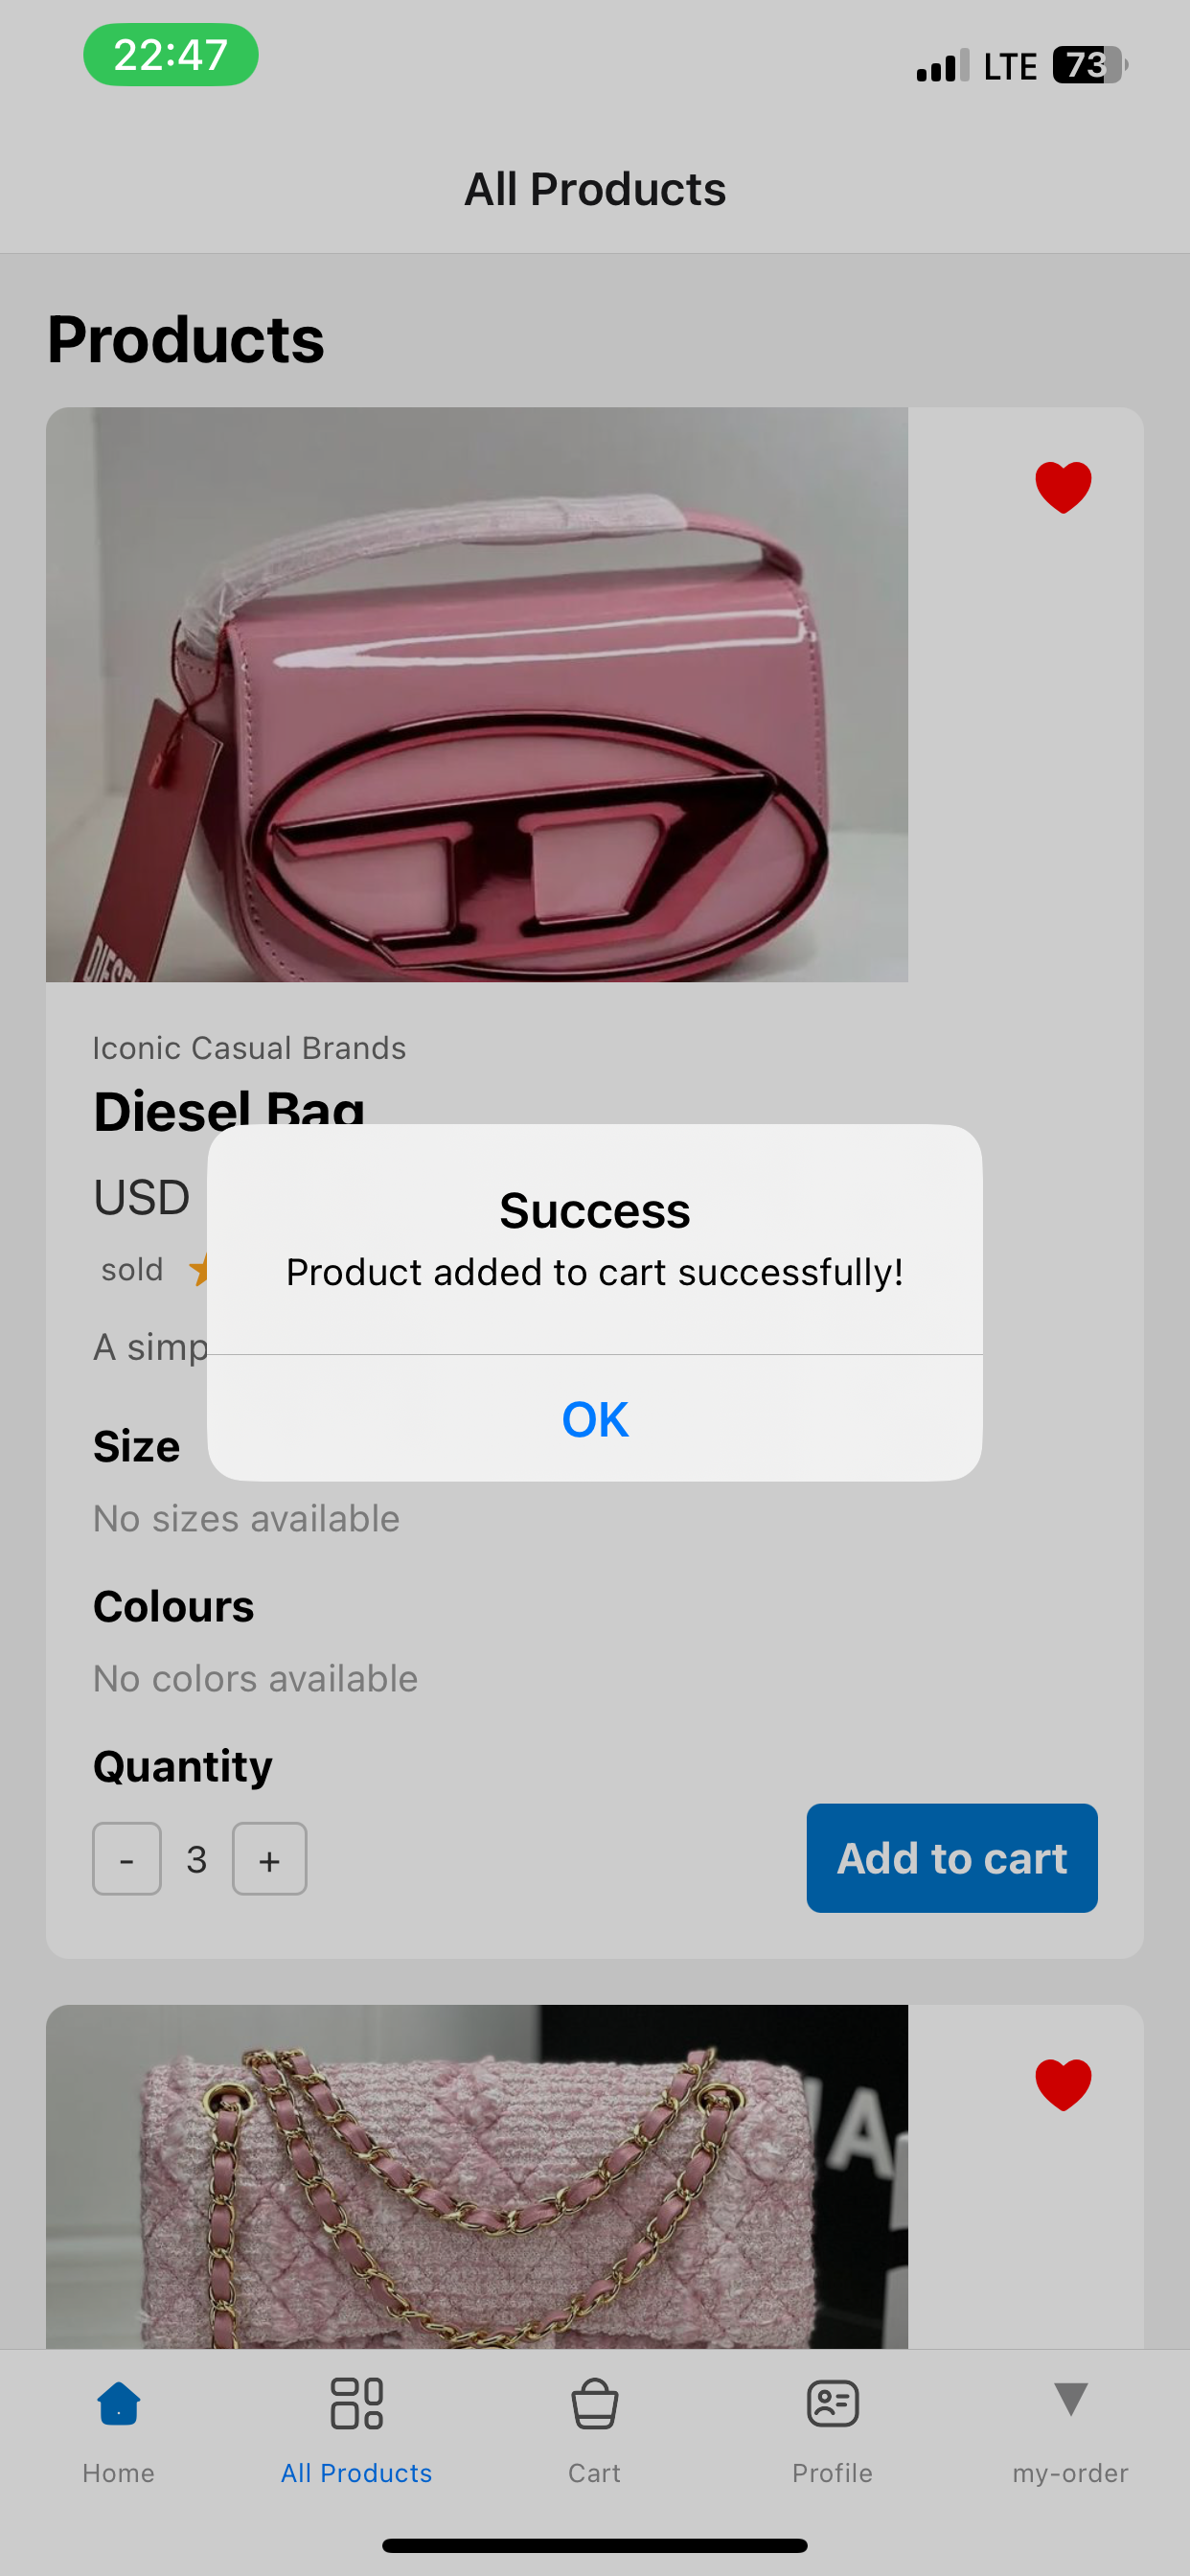 22:47
LTE 73
All Products
Products
DIESEL
Iconic Casual Brands
Diesel Bag
USD
sold
A simp
Success
Product added to cart successfully!
OK
Size
No sizes available
Colours
No colors available
Quantity
- 3 +
Add to cart
A
Home
All Products
Cart
Profile
my-order